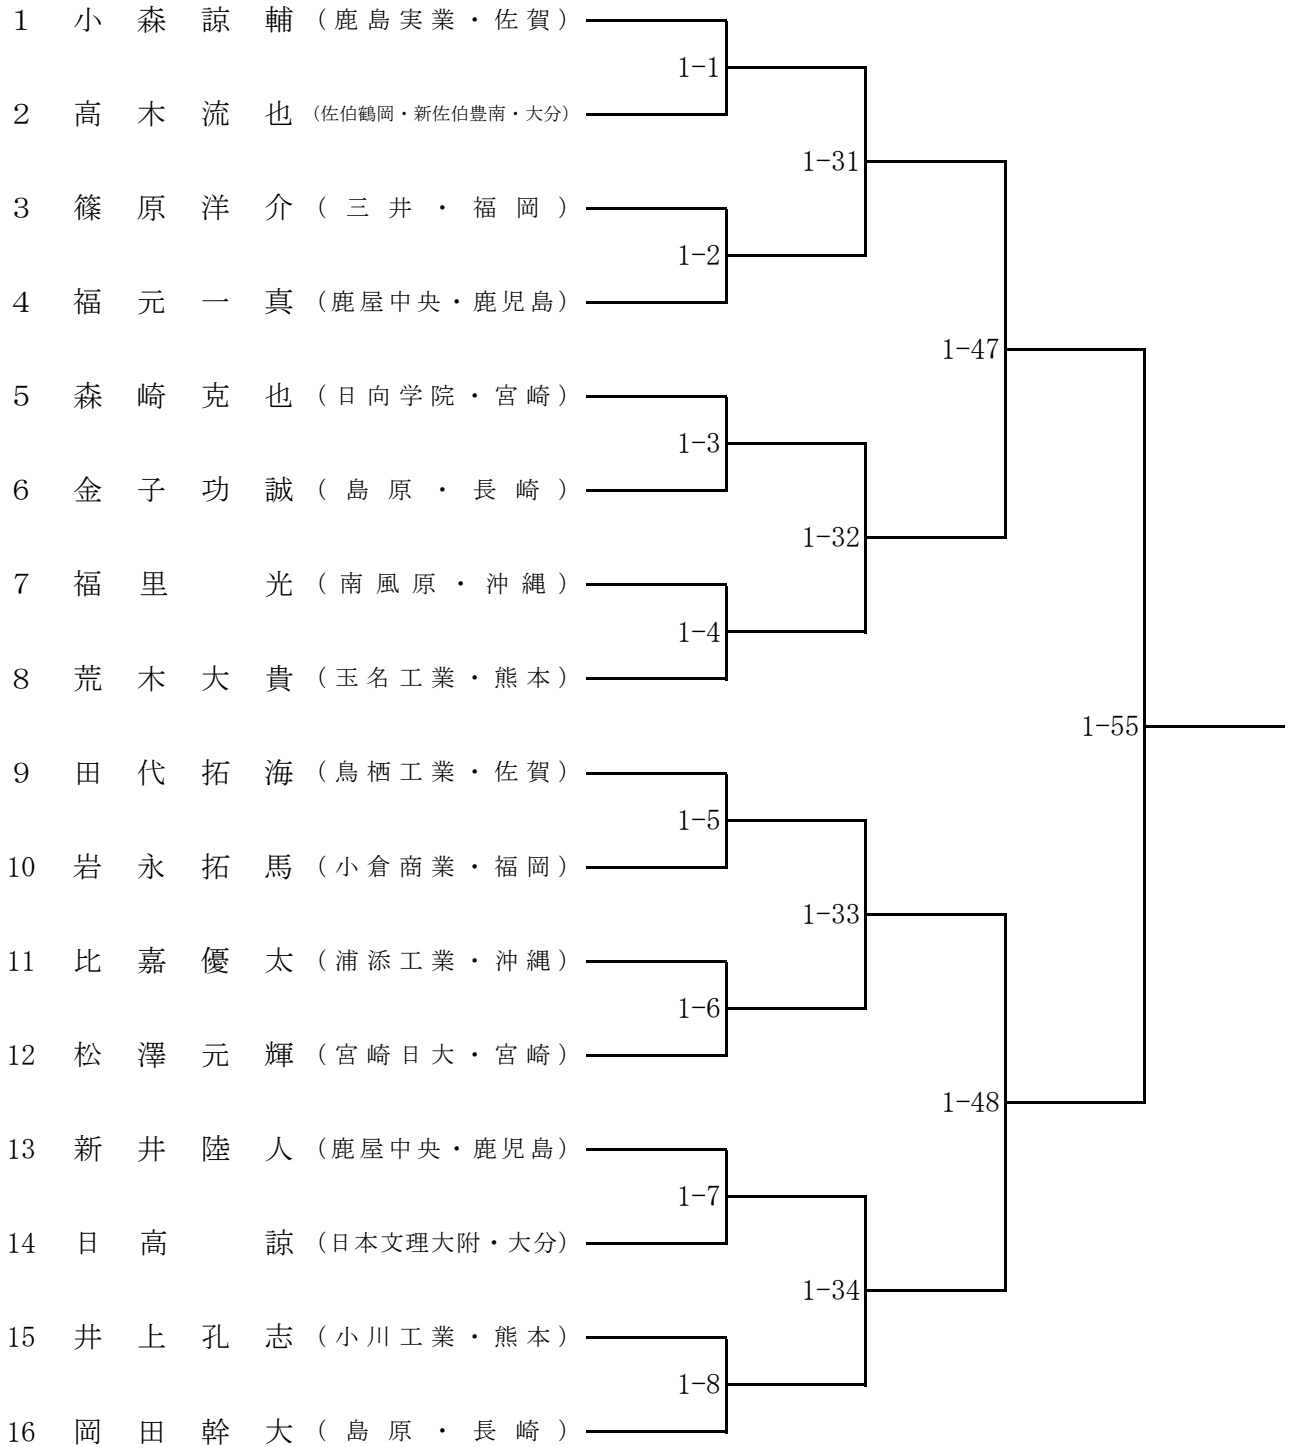 1 小森諒輔 (鹿島実業・佐賀)
1-1
2 高木流也 (佐伯鶴岡・新佐伯豊南・大分)
1-31
3 篠原洋介 (三井・福岡)
1-2
4 福元一真 (鹿屋中央・鹿児島)
1-47
5 森崎克也 (日向学院・宮崎)
1-3
6 金子功誠 (島原・長崎)
1-32
7 福里 光 (南風原・沖縄)
1-4
8 荒木大貴 (玉名工業・熊本)
1-55
9 田代拓海 (鳥栖工業・佐賀)
1-5
10 岩永拓馬 (小倉商業・福岡)
1-33
11 比嘉優太 (浦添工業・沖縄)
1-6
12 松澤元輝 (宮崎日大・宮崎)
1-48
13 新井陸人 (鹿屋中央・鹿児島)
1-7
14 日高 諒 (日本文理大附・大分)
1-34
15 井上孔志 (小川工業・熊本)
1-8
16 岡田幹大 (島原・長崎)